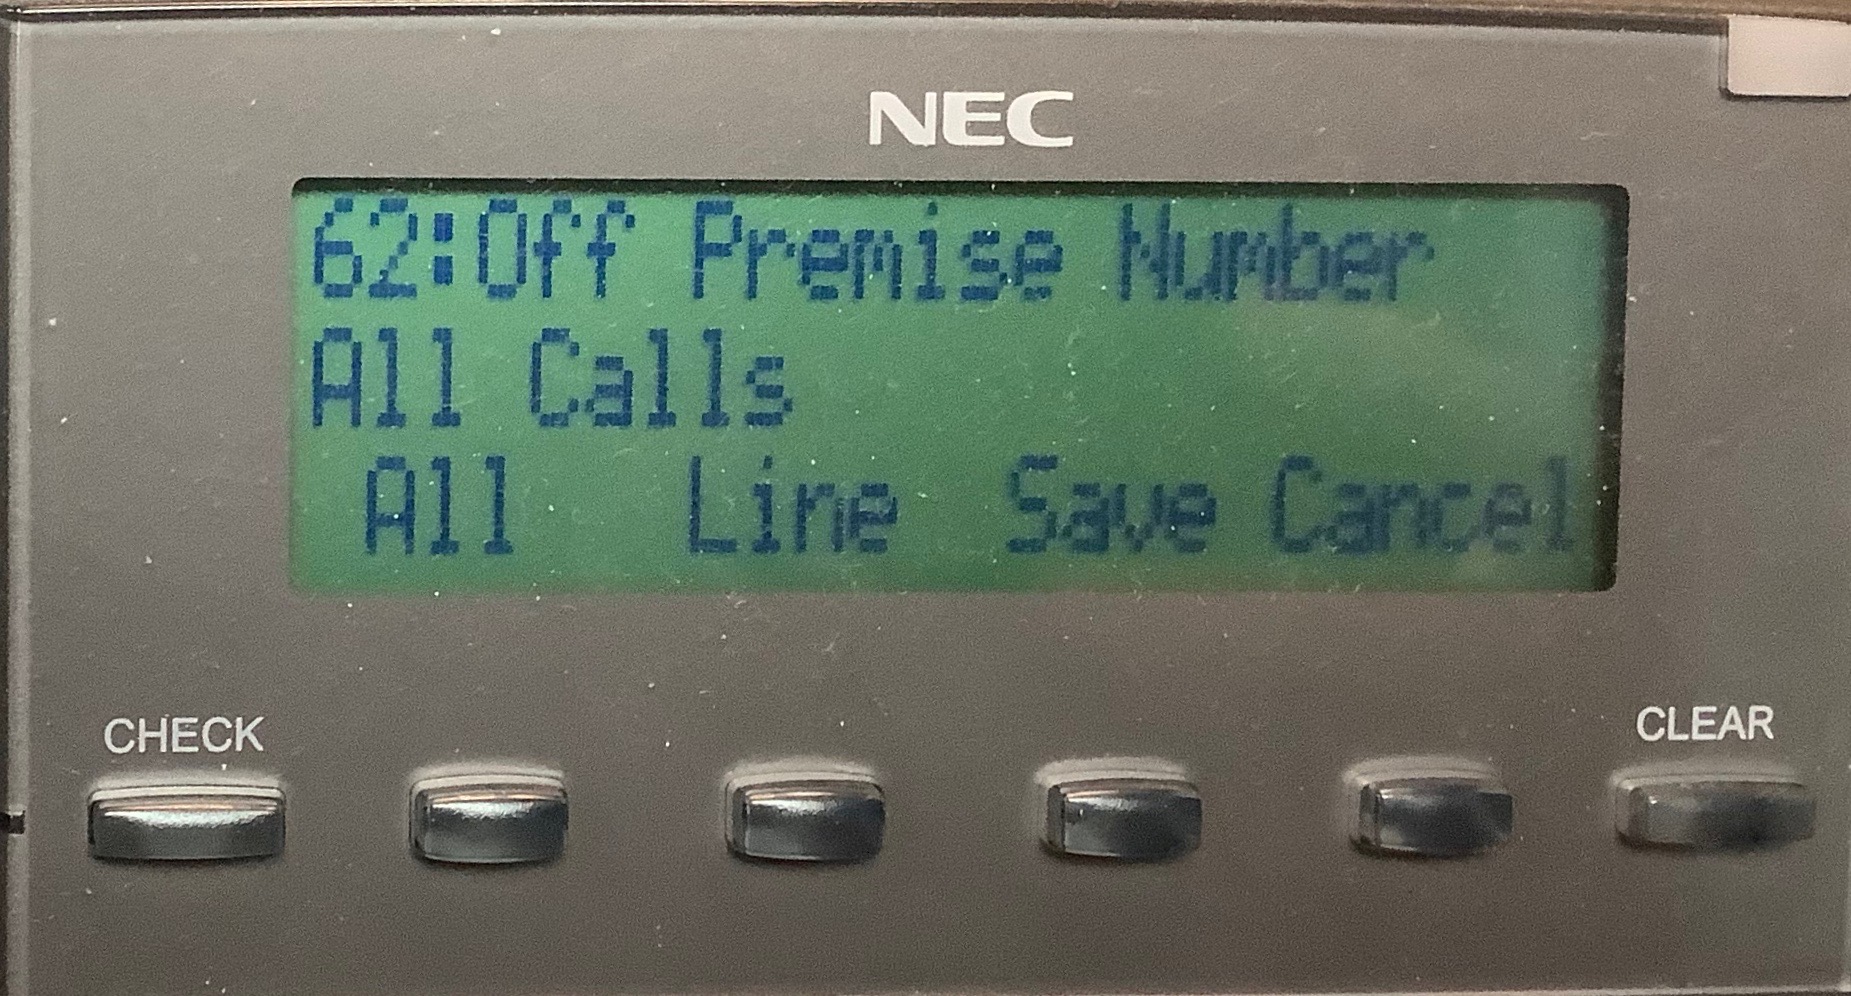 NEC
62:Off Premise Number
All Calls
All Line Save Cancel
CHECK CLEAR